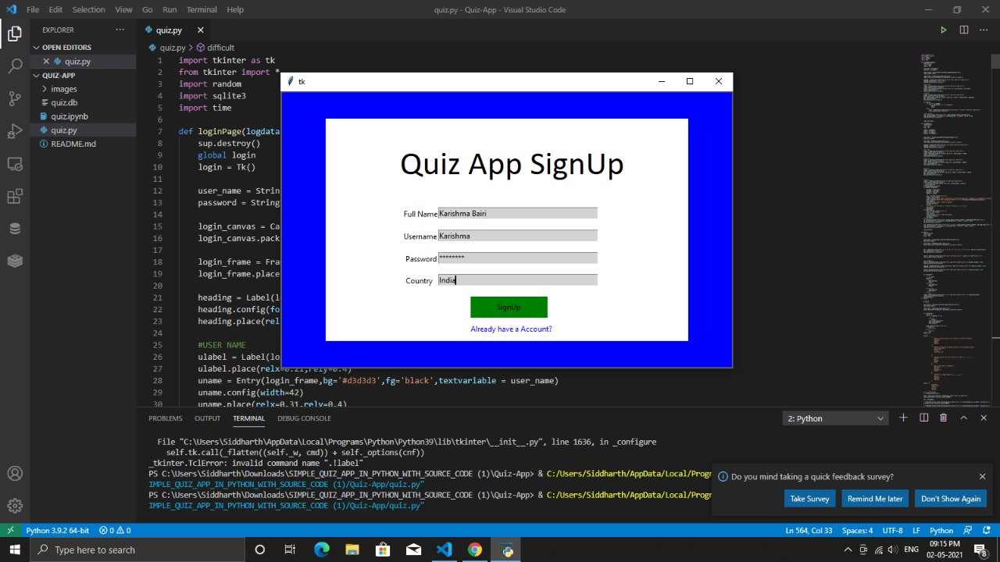 File Edit Selection View Go Run Terminal Help quiz.py - Quiz-App - Visual Studio Code
EXPLORER
OPEN EDITORS
quiz.py
QUIZ-APP
images
quiz.db
quiz.ipynb
quiz.py
README.md
quiz.py
quiz.py > difficult
1 import tkinter as tk
2 from tkinter import *
3 import random
4 import sqlite3
5 import time
6
7 def loginPage(logdata
8 sup.destroy()
9 global login
10 login = Tk()
11
12 user_name = Strin
13 password = String
14
15 login_canvas = Ca
16 login_canvas.pack
17
18 login_frame = Fra
19 login_frame.place
20
21 heading = Label(lo
22 heading.config(fo
23 heading.place(rel
24
25 #USER NAME
26 ulabel = Label(lo
27 ulabel.place(relx=0.21,rely=0.4)
28 uname = Entry(login_frame,bg='#d3d3d3',fg='black',textvariable = user_name)
29 uname.config(width=42)
30 uname.place(relx=0.31,rely=0.4)
tk
Quiz App SignUp
Full Name Karishma Bairi
Username Karishma
Password ********
Country India
SignUp
Already have a Account?
PROBLEMS OUTPUT TERMINAL DEBUG CONSOLE
2: Python
File "C:\Users\Siddharth\AppData\Local\Programs\Python\Python39\lib\tkinter\__init__.py", line 1636, in _configure
self.tk.call(_flatten((self._w, cmd)) + self._options(cnf))
_tkinter.TclError: invalid command name ".!label"
PS C:\Users\Siddharth\Downloads\SIMPLE_QUIZ_APP_IN_PYTHON_WITH_SOURCE_CODE (1)\Quiz-App> & C:/Users/Siddharth/AppData/Local/Progr
IMPLE_QUIZ_APP_IN_PYTHON_WITH_SOURCE_CODE (1)/Quiz-App/quiz.py"
PS C:\Users\Siddharth\Downloads\SIMPLE_QUIZ_APP_IN_PYTHON_WITH_SOURCE_CODE (1)\Quiz-App> & C:/Users/Siddharth/AppData/Local/Progr
IMPLE_QUIZ_APP_IN_PYTHON_WITH_SOURCE_CODE (1)/Quiz-App/quiz.py"
Do you mind taking a quick feedback survey?
Take Survey Remind Me later Don't Show Again
Python 3.9.2 64-bit 0 0 Ln 564, Col 33 Spaces: 4 UTF-8 LF Python
Type here to search
ENG
09:15 PM
02-05-2021
8